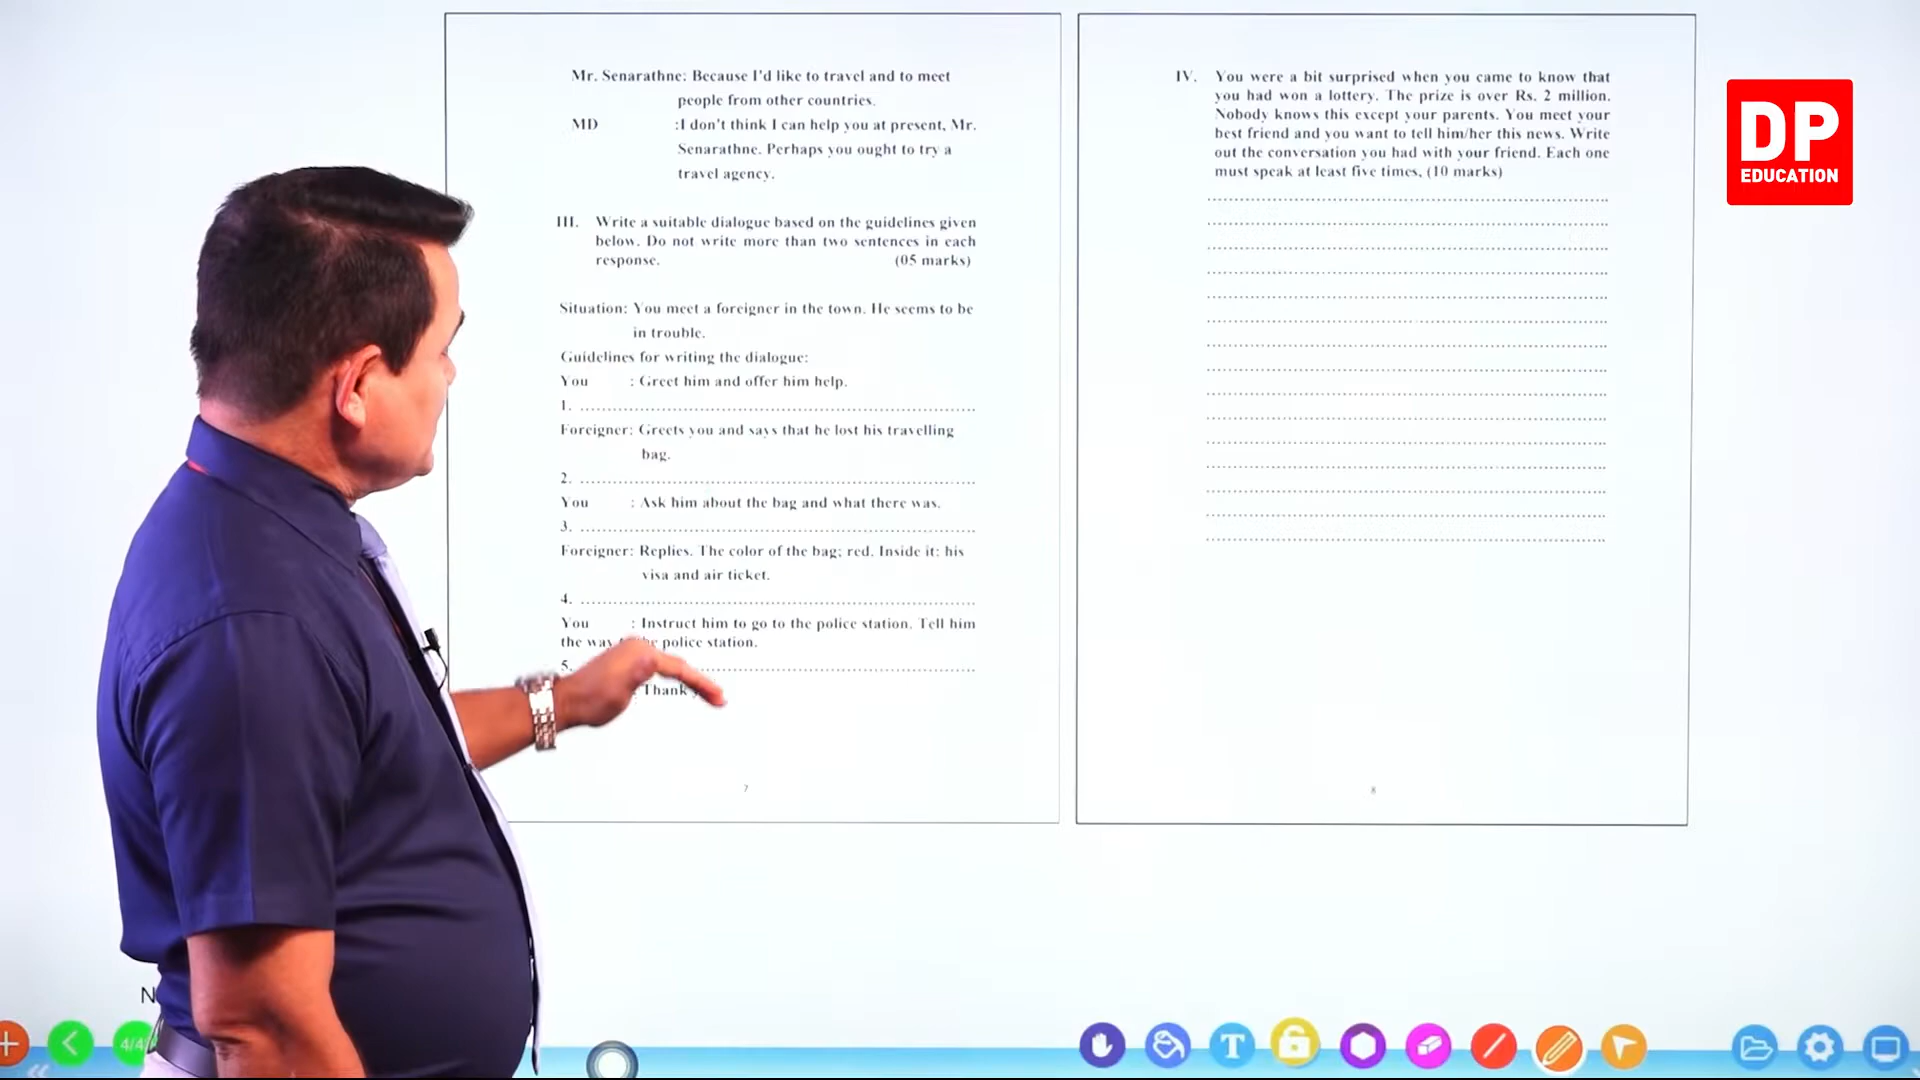 Mr. Senarathne: Because I'd like to travel and to meet
people from other countries.
MD :I don't think I can help you at present, Mr.
Senarathne. Perhaps you ought to try a
travel agency.
III. Write a suitable dialogue based on the guidelines given
below. Do not write more than two sentences in each
response. (05 marks)
Situation: You meet a foreigner in the town. He seems to be
in trouble.
Guidelines for writing the dialogue:
You : Greet him and offer him help.
1. ........................................
Foreigner: Greets you and says that he lost his travelling
bag.
2. ........................................
You : Ask him about the bag and what there was.
3. ........................................
Foreigner: Replies. The color of the bag; red. Inside it: his
visa and air ticket.
4. ........................................
You : Instruct him to go to the police station. Tell him
the way police station.
5. ........................................
: Thank
7
IV. You were a bit surprised when you came to know that
you had won a lottery. The prize is over Rs. 2 million.
Nobody knows this except your parents. You meet your
best friend and you want to tell him/her this news. Write
out the conversation you had with your friend. Each one
must speak at least five times. (10 marks)
8
DP
EDUCATION
N
4/4
T